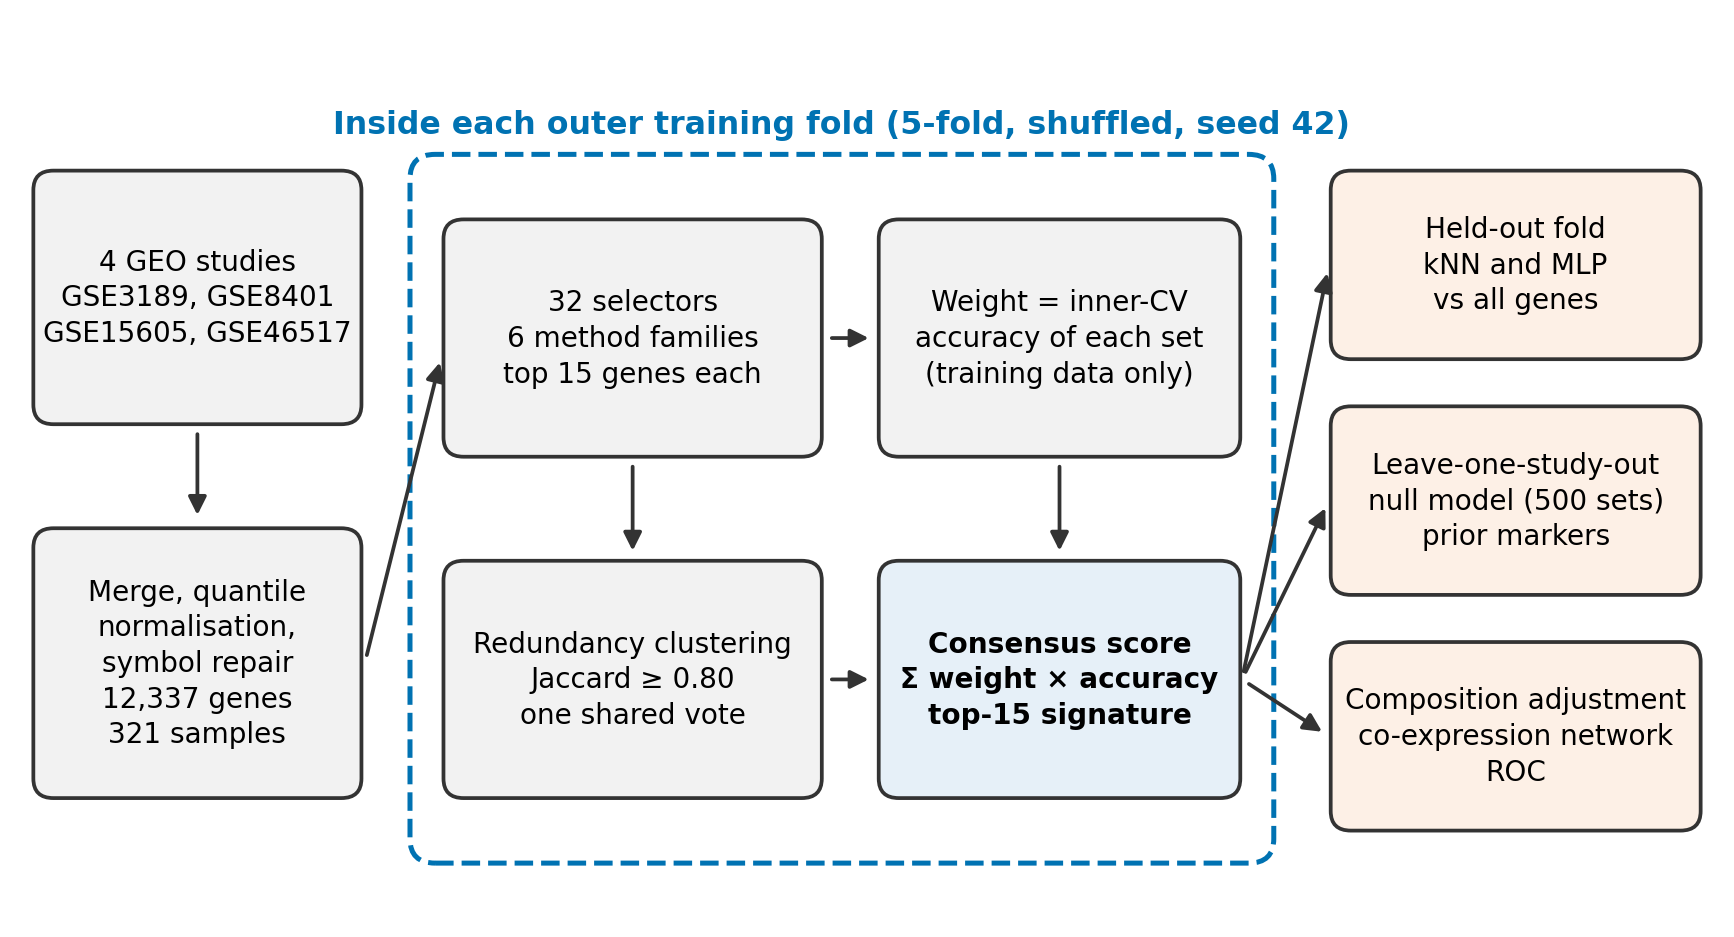 Inside each outer training fold (5-fold, shuffled, seed 42)
4 GEO studies
GSE3189, GSE8401
GSE15605, GSE46517
Merge, quantile
normalisation,
symbol repair
12,337 genes
321 samples
32 selectors
6 method families
top 15 genes each
Weight = inner-CV
accuracy of each set
(training data only)
Redundancy clustering
Jaccard ≥ 0.80
one shared vote
Consensus score
Σ weight × accuracy
top-15 signature
Held-out fold
kNN and MLP
vs all genes
Leave-one-study-out
null model (500 sets)
prior markers
Composition adjustment
co-expression network
ROC